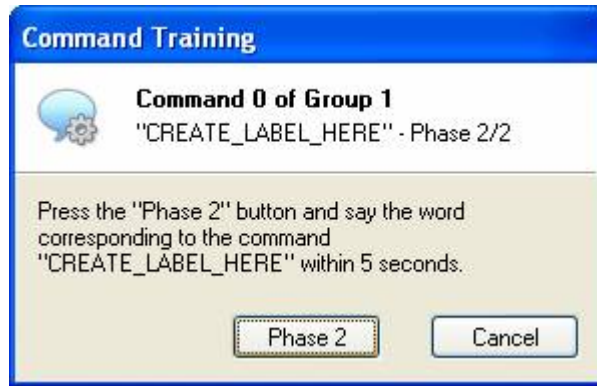 Command Training
Command 0 of Group 1
"CREATE_LABEL_HERE" - Phase 2/2
Press the "Phase 2" button and say the word
corresponding to the command
"CREATE_LABEL_HERE" within 5 seconds.
Phase 2
Cancel